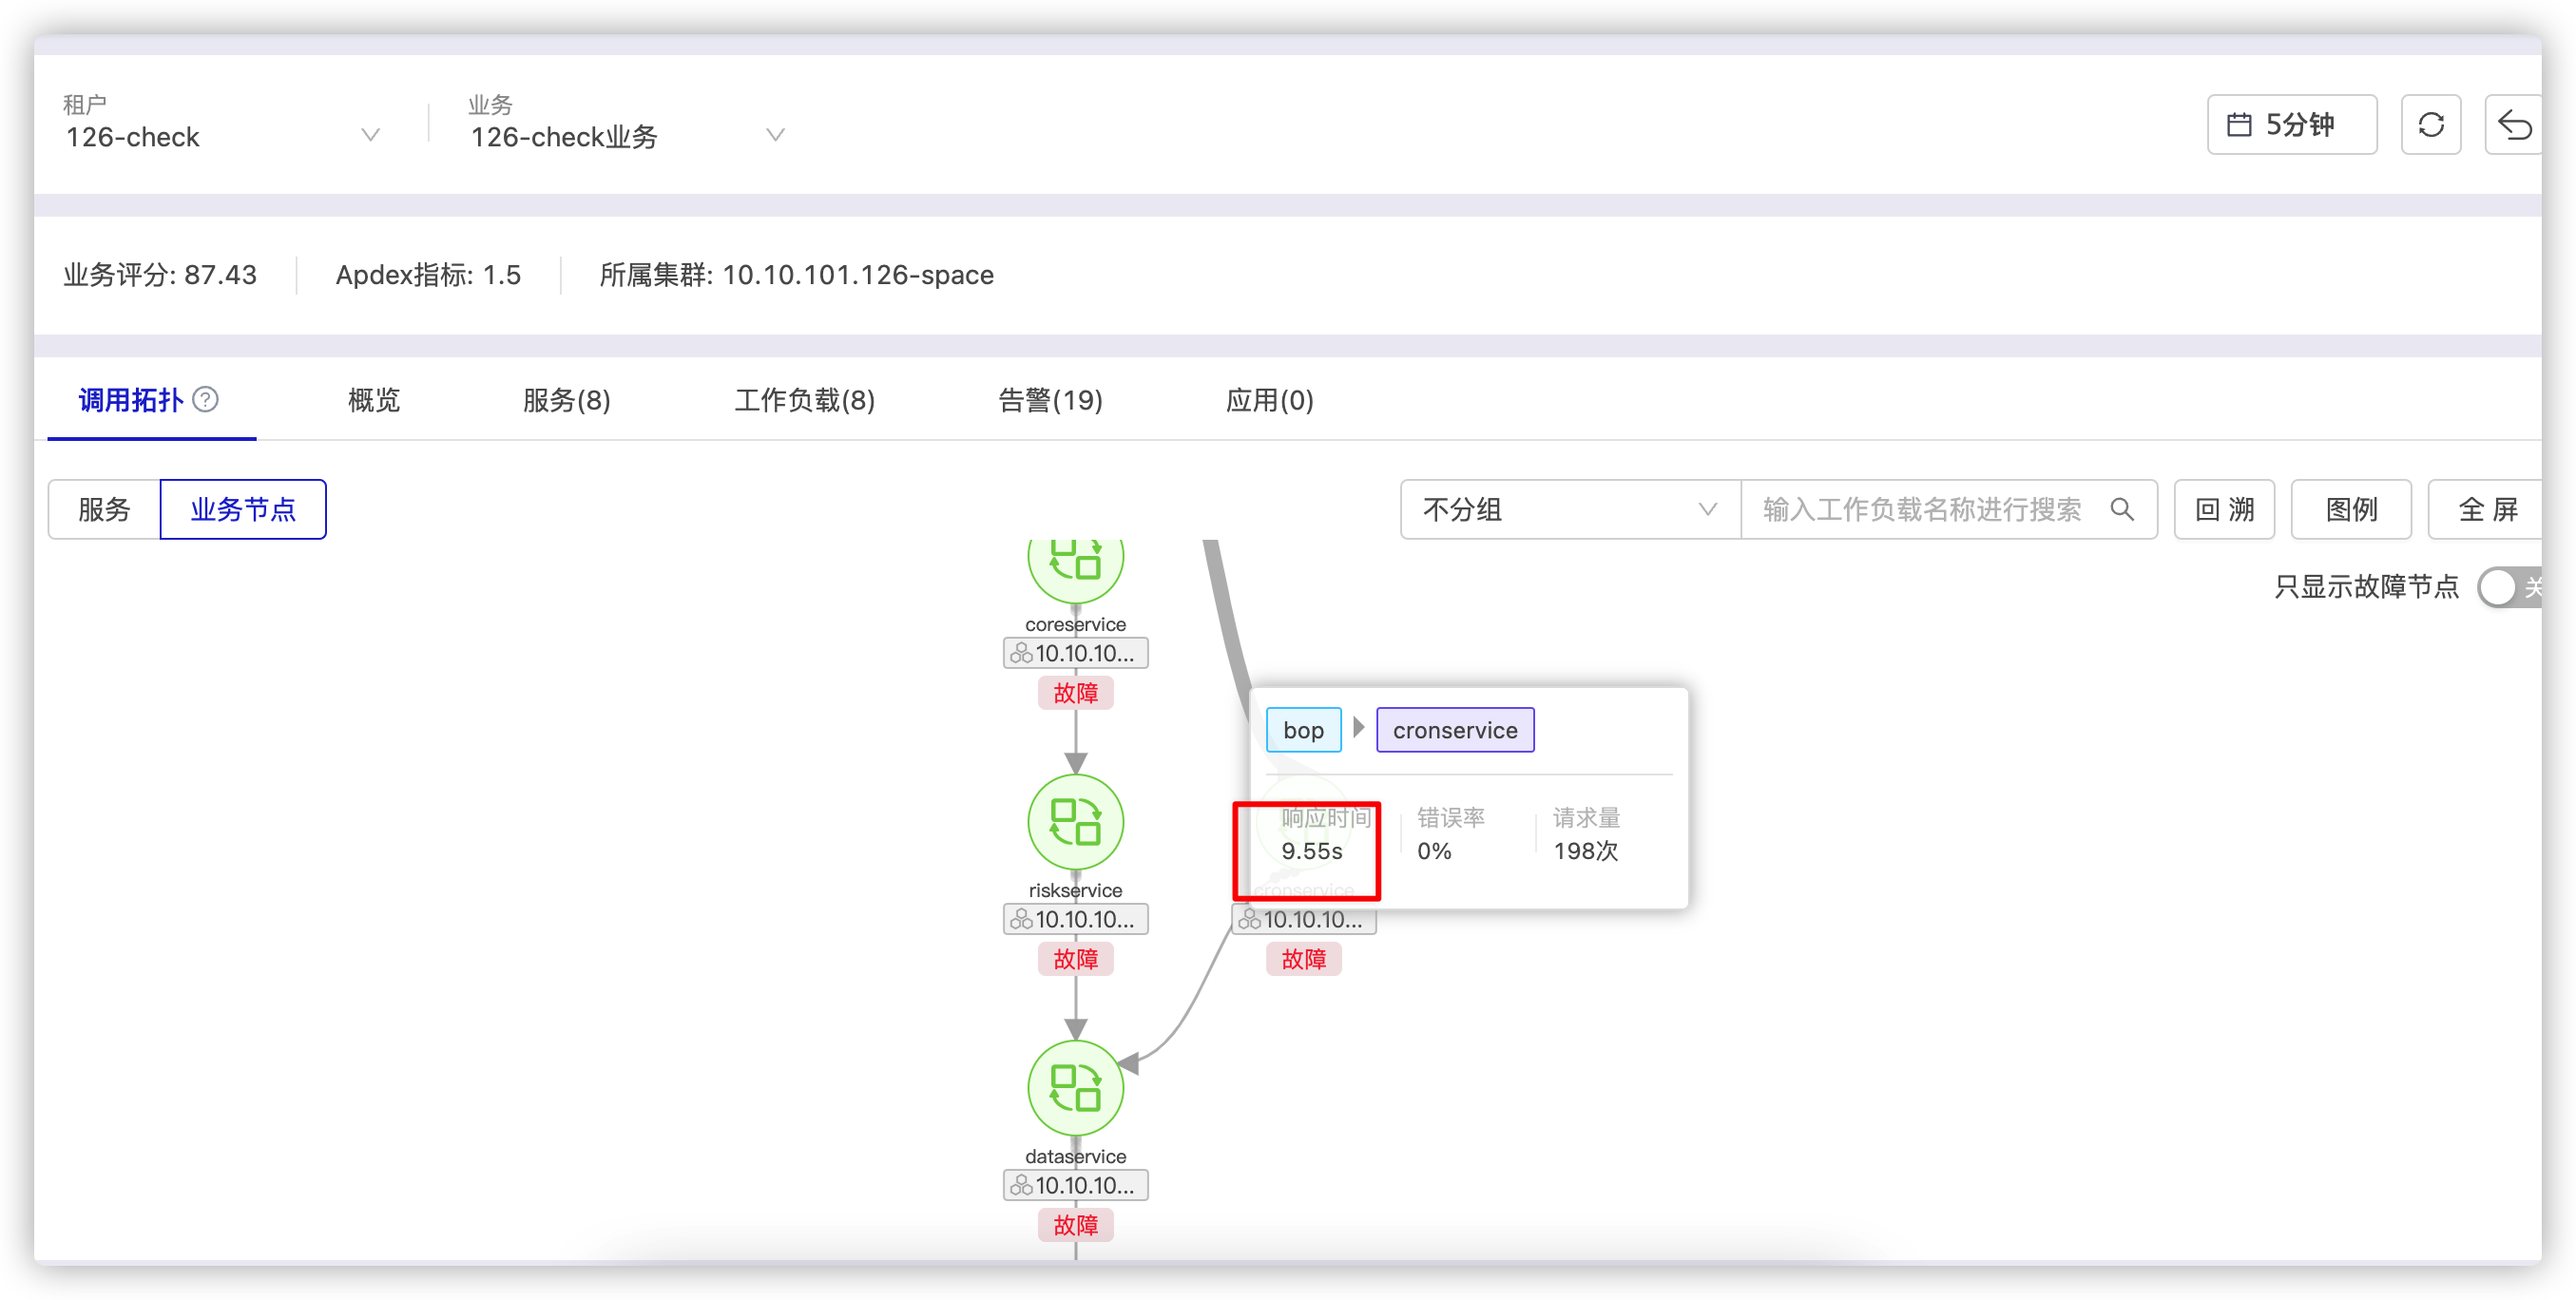 租户
126-check
业务
126-check业务
5分钟
业务评分: 87.43
Apdex指标: 1.5
所属集群: 10.10.101.126-space
调用拓扑
概览
服务(8)
工作负载(8)
告警(19)
应用(0)
服务
业务节点
不分组
输入工作负载名称进行搜索
回溯
图例
全屏
只显示故障节点
关
coreservice
10.10.10...
故障
bop
cronservice
响应时间
错误率
请求量
9.55s
0%
198次
riskservice
10.10.10...
故障
cronservice
10.10.10...
故障
dataservice
10.10.10...
故障